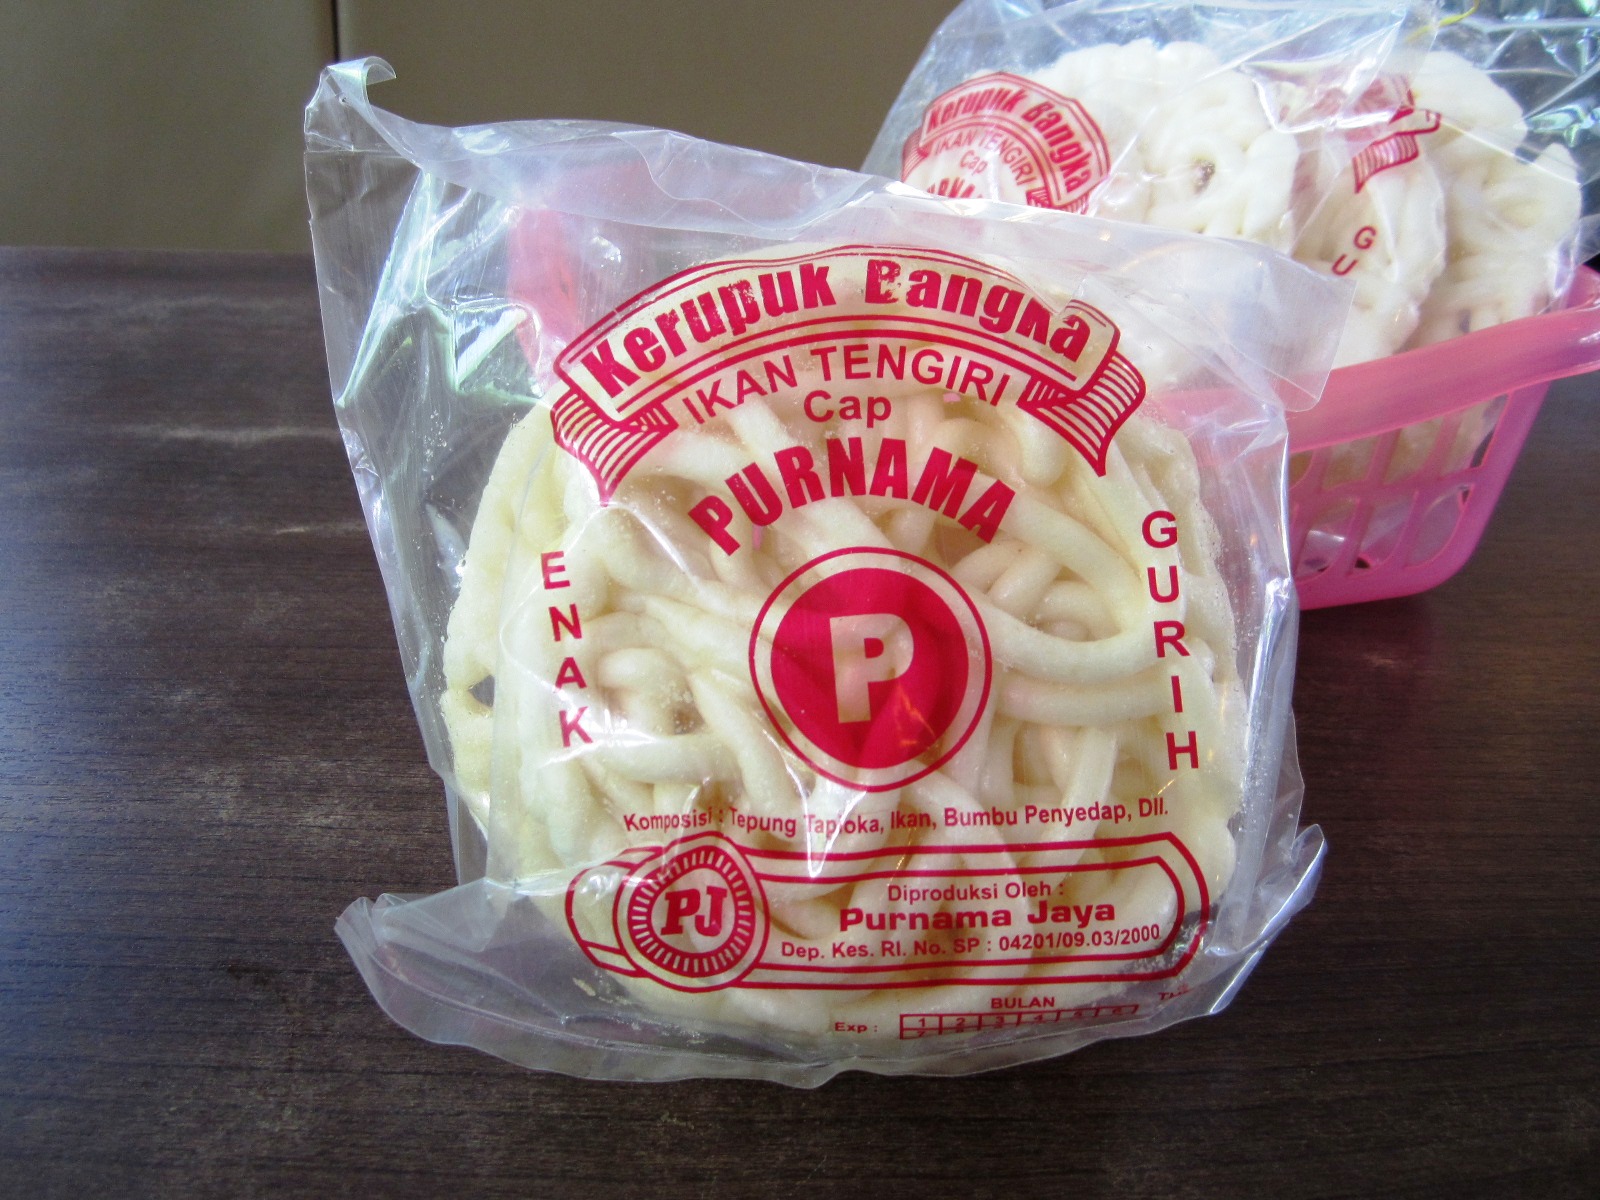 Kerupuk Bangka
IKAN TENGIRI
Cap
Kerupuk Bangka
IKAN TENGIRI
Cap
PURNAMA
ENAK
GURIH
P
Komposisi : Tepung Tapioka, Ikan, Bumbu Penyedap, Dll.
PJ
Diproduksi Oleh :
Purnama Jaya
Dep. Kes. RI. No. SP : 04201/09.03/2000
BULAN
Exp :
1 2 3 4 5 6